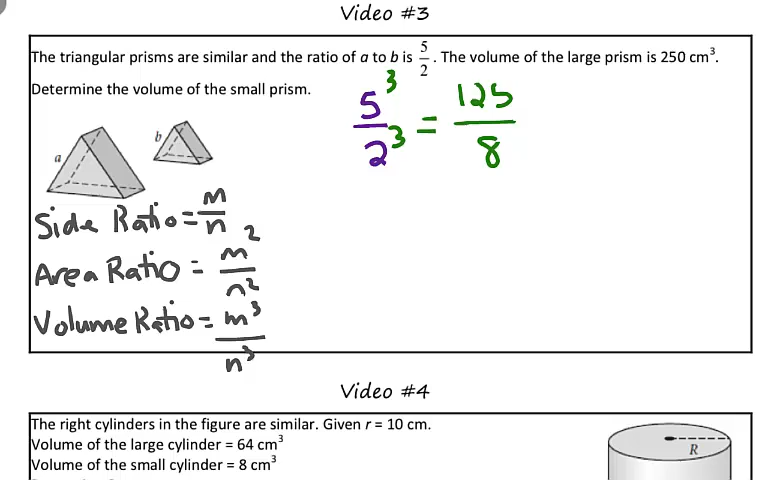 Video #3
The triangular prisms are similar and the ratio of a to b is 5/2. The volume of the large prism is 250 cm³.
Determine the volume of the small prism.
5³/2³ = 125/8
a
b
Side Ratio = m/n
Area Ratio = m²/n²
Volume Ratio = m³/n³
Video #4
The right cylinders in the figure are similar. Given r = 10 cm.
Volume of the large cylinder = 64 cm³
Volume of the small cylinder = 8 cm³
R